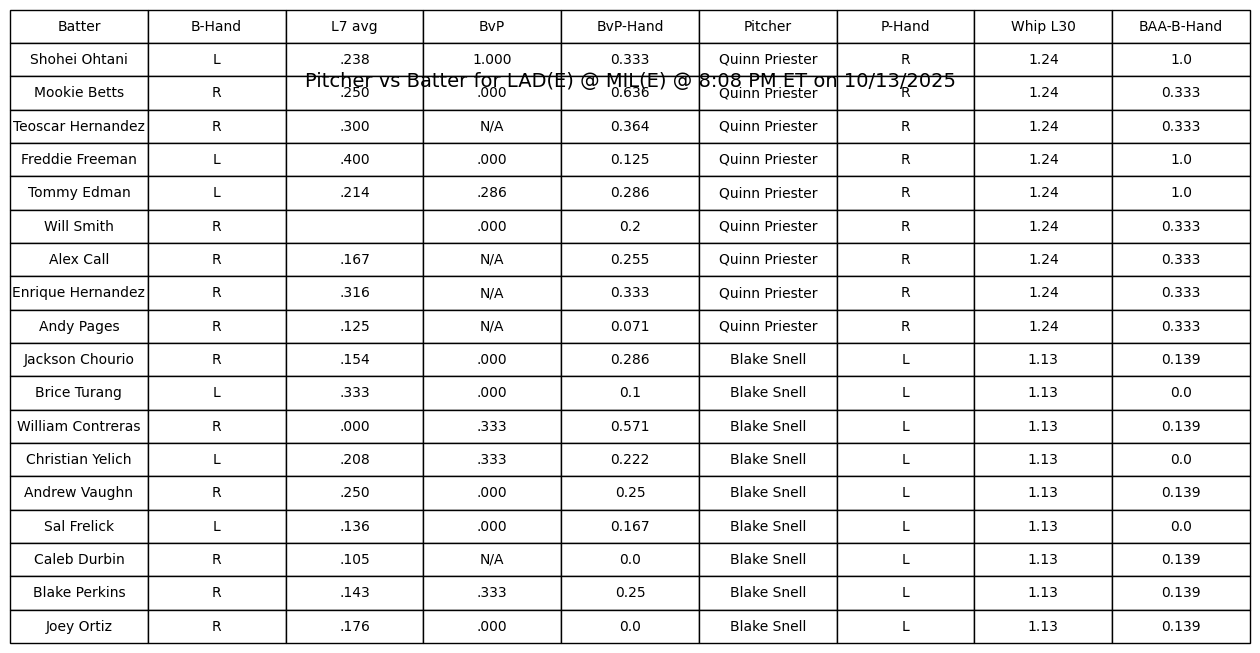 Batter B-Hand L7 avg BvP BvP-Hand Pitcher P-Hand Whip L30 BAA-B-Hand
Shohei Ohtani L .238 1.000 0.333 Quinn Priester R 1.24 1.0
Pitcher vs Batter for LAD(E) @ MIL(E) @ 8:08 PM ET on 10/13/2025
Mookie Betts R .250 .000 0.636 Quinn Priester R 1.24 0.333
Teoscar Hernandez R .300 N/A 0.364 Quinn Priester R 1.24 0.333
Freddie Freeman L .400 .000 0.125 Quinn Priester R 1.24 1.0
Tommy Edman L .214 .286 0.286 Quinn Priester R 1.24 1.0
Will Smith R .000 0.2 Quinn Priester R 1.24 0.333
Alex Call R .167 N/A 0.255 Quinn Priester R 1.24 0.333
Enrique Hernandez R .316 N/A 0.333 Quinn Priester R 1.24 0.333
Andy Pages R .125 N/A 0.071 Quinn Priester R 1.24 0.333
Jackson Chourio R .154 .000 0.286 Blake Snell L 1.13 0.139
Brice Turang L .333 .000 0.1 Blake Snell L 1.13 0.0
William Contreras R .000 .333 0.571 Blake Snell L 1.13 0.139
Christian Yelich L .208 .333 0.222 Blake Snell L 1.13 0.0
Andrew Vaughn R .250 .000 0.25 Blake Snell L 1.13 0.139
Sal Frelick L .136 .000 0.167 Blake Snell L 1.13 0.0
Caleb Durbin R .105 N/A 0.0 Blake Snell L 1.13 0.139
Blake Perkins R .143 .333 0.25 Blake Snell L 1.13 0.139
Joey Ortiz R .176 .000 0.0 Blake Snell L 1.13 0.139